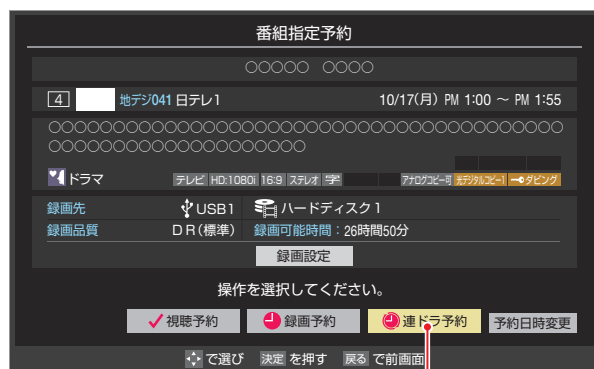 番組指定予約
○○○○○ ○○○○
4 地デジ041 日テレ1 10/17(月) PM 1:00 ～ PM 1:55
○○○○○○○○○○○○○○○○○○○○○○○○○○○○○○○○○○○○
○○○○○○○○○○○○○○○○○○
ドラマ テレビ HD:1080i 16:9 ステレオ 字 アナログコピー可 光デジタルコピー1 ダビング
録画先 USB1 ハードディスク1
録画品質 DR(標準) 録画可能時間：26時間50分
録画設定
操作を選択してください。
視聴予約 録画予約 連ドラ予約 予約日時変更
で選び 決定 を押す 戻る で前画面